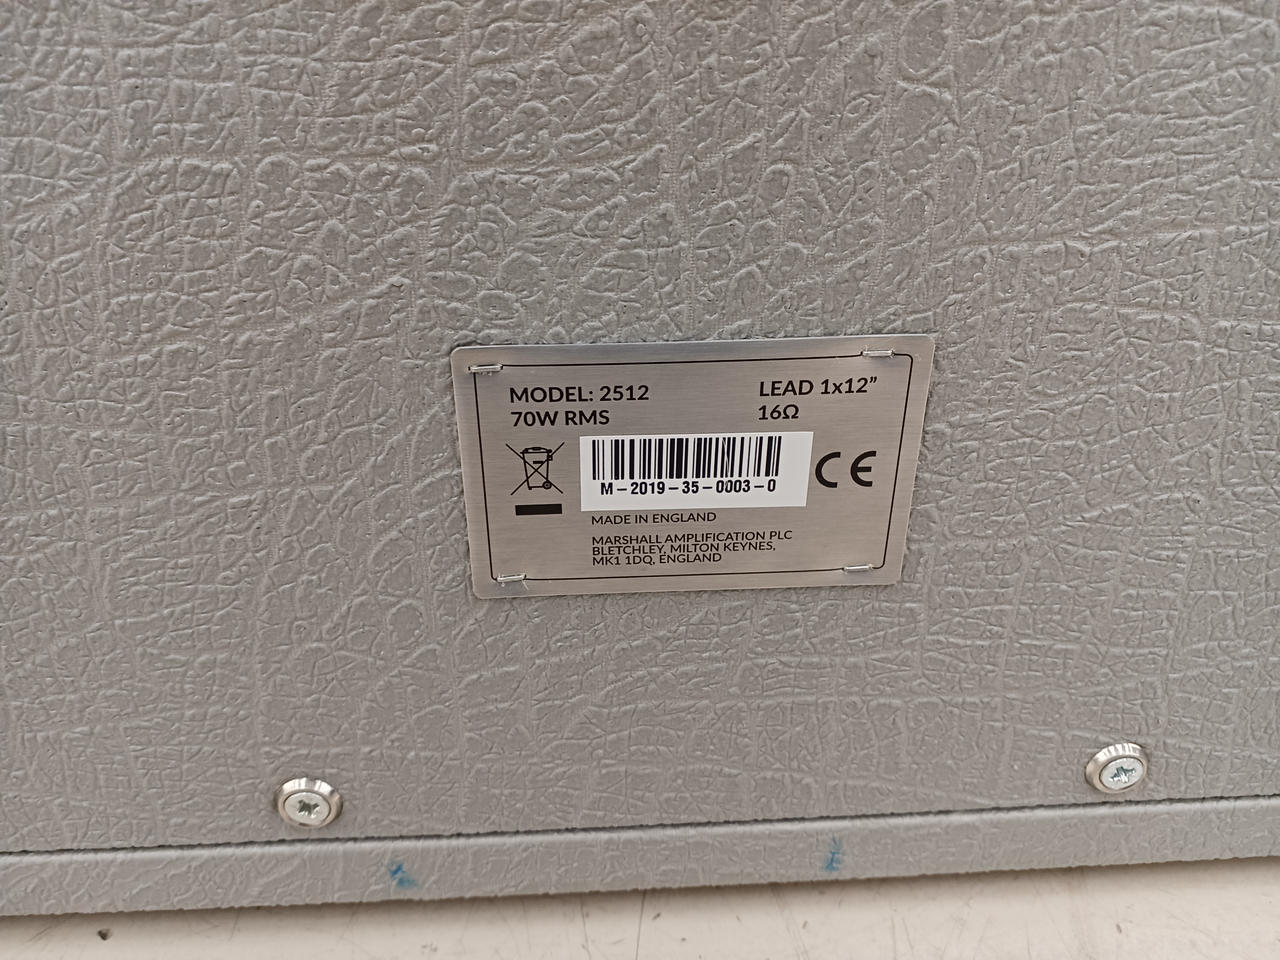 MODEL: 2512
LEAD 1x12”
70W RMS
16Ω
M-2019-35-0003-0
CE
MADE IN ENGLAND
MARSHALL AMPLIFICATION PLC
BLETCHLEY, MILTON KEYNES,
MK1 1DQ, ENGLAND